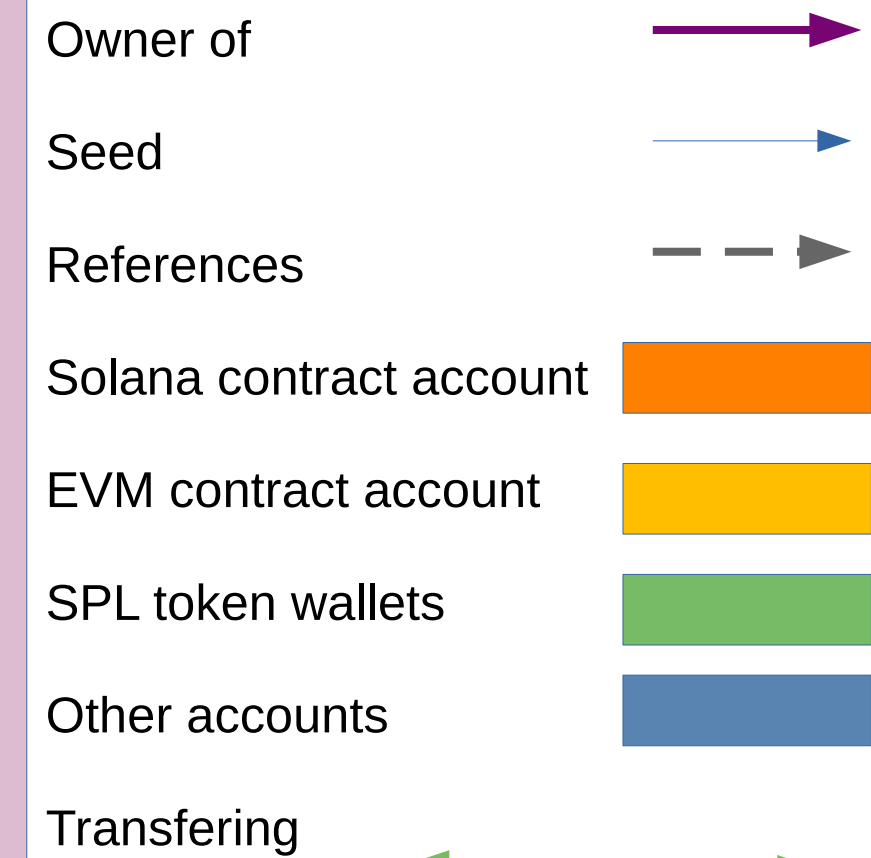 Owner of
Seed
References
Solana contract account
EVM contract account
SPL token wallets
Other accounts
Transfering